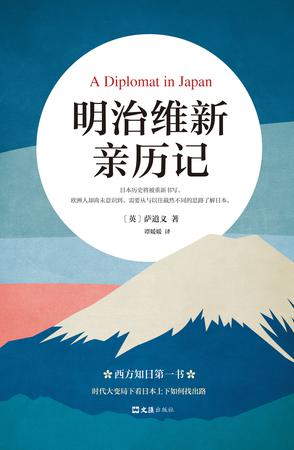 A Diplomat in Japan
明治维新
亲历记
日本历史将被重新书写。
欧洲人却尚未意识到，需要从与以往截然不同的思路了解日本。
［英］萨道义 著
谭媛媛 译
西方知日第一书
时代大变局下看日本上下如何找出路
文匯出版社